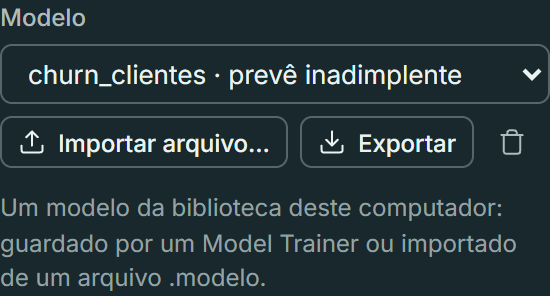 Modelo
churn_clientes · prevê inadimplente
Importar arquivo...
Exportar
Um modelo da biblioteca deste computador:
guardado por um Model Trainer ou importado
de um arquivo .modelo.